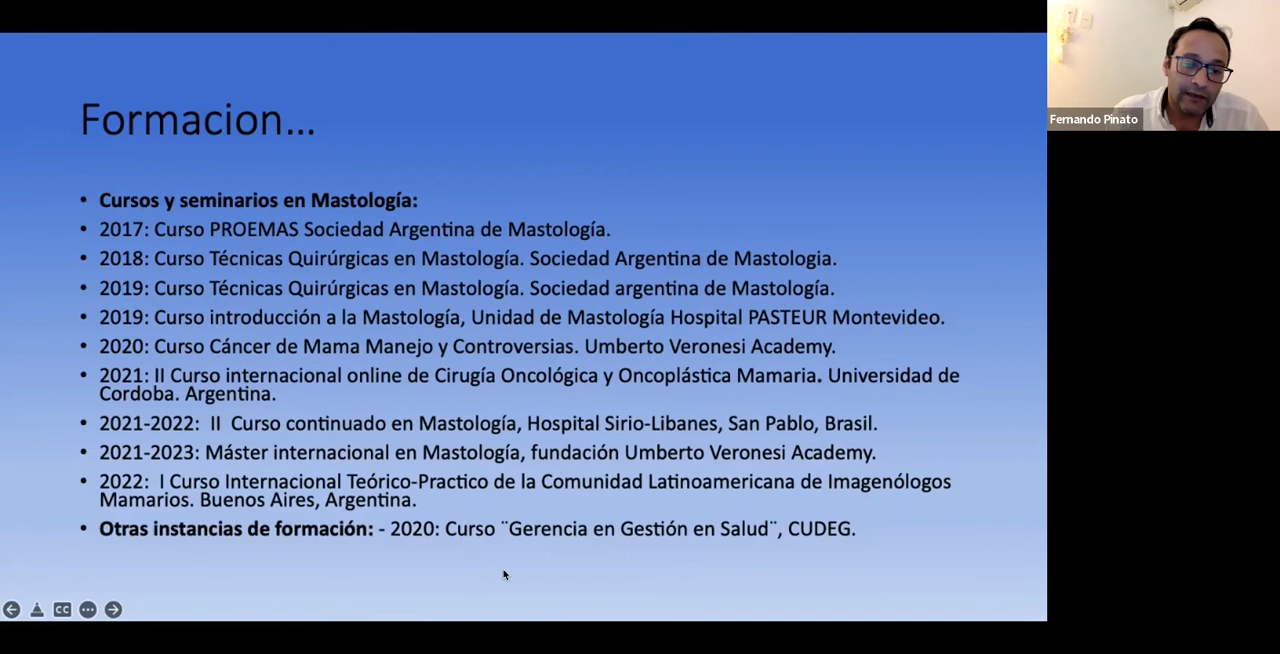 Formacion...
Cursos y seminarios en Mastología:
2017: Curso PROEMAS Sociedad Argentina de Mastología.
2018: Curso Técnicas Quirúrgicas en Mastología. Sociedad Argentina de Mastologia.
2019: Curso Técnicas Quirúrgicas en Mastología. Sociedad argentina de Mastología.
2019: Curso introducción a la Mastología, Unidad de Mastología Hospital PASTEUR Montevideo.
2020: Curso Cáncer de Mama Manejo y Controversias. Umberto Veronesi Academy.
2021: II Curso internacional online de Cirugía Oncológica y Oncoplástica Mamaria. Universidad de
Cordoba. Argentina.
2021-2022: II Curso continuado en Mastología, Hospital Sirio-Libanes, San Pablo, Brasil.
2021-2023: Máster internacional en Mastología, fundación Umberto Veronesi Academy.
2022: I Curso Internacional Teórico-Practico de la Comunidad Latinoamericana de Imagenólogos
Mamarios. Buenos Aires, Argentina.
Otras instancias de formación: - 2020: Curso ¨Gerencia en Gestión en Salud¨, CUDEG.
CC
Fernando Pinato